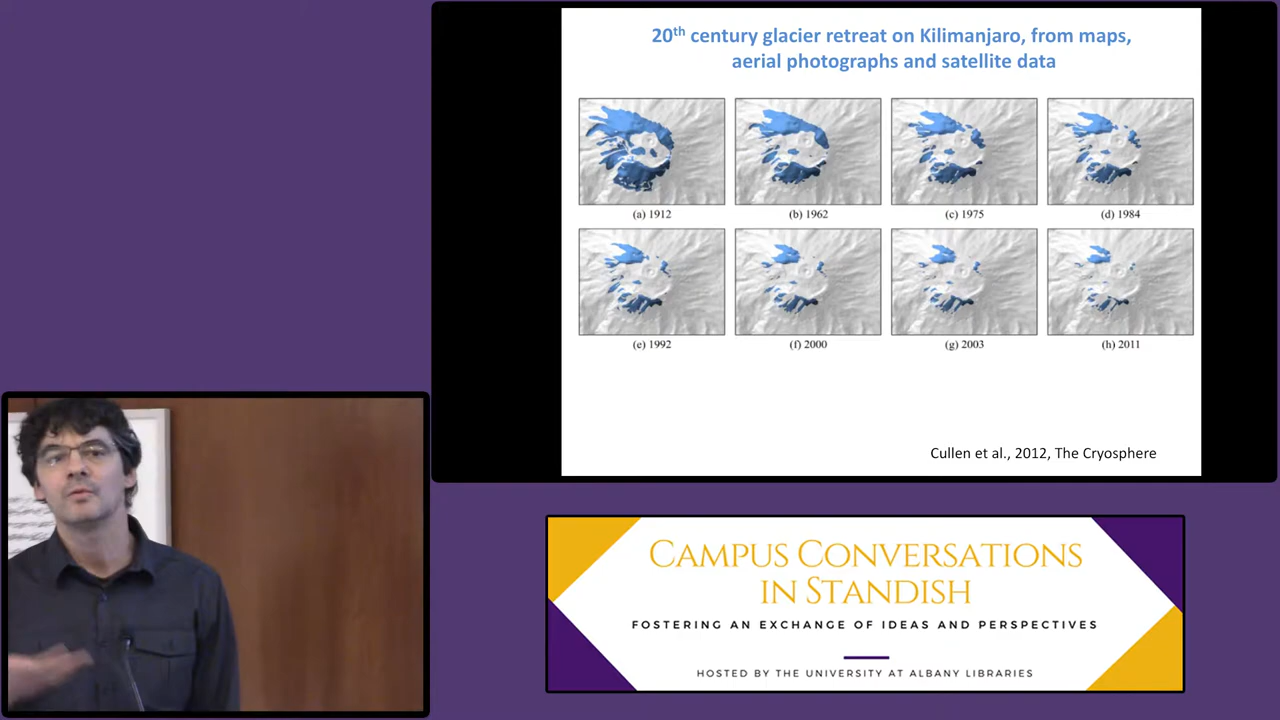 20th century glacier retreat on Kilimanjaro, from maps,
aerial photographs and satellite data
(a) 1912
(b) 1962
(c) 1975
(d) 1984
(e) 1992
(f) 2000
(g) 2003
(h) 2011
Cullen et al., 2012, The Cryosphere
CAMPUS CONVERSATIONS
IN STANDISH
FOSTERING AN EXCHANGE OF IDEAS AND PERSPECTIVES
HOSTED BY THE UNIVERSITY AT ALBANY LIBRARIES